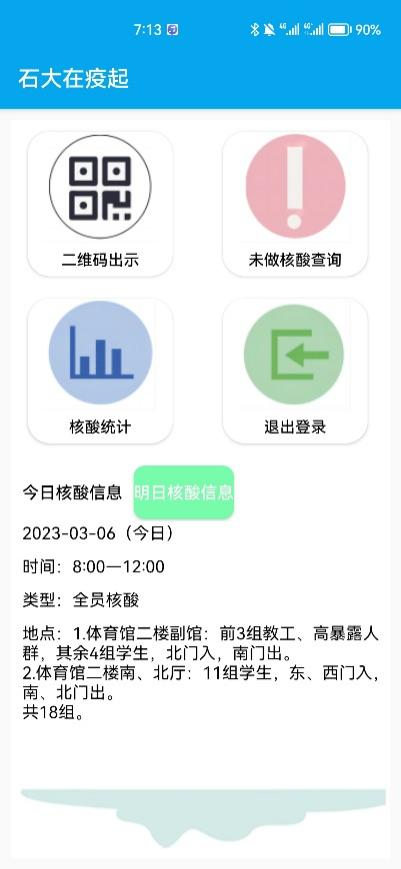 7:13
4G
4G
90%
石大在疫起
二维码出示
未做核酸查询
核酸统计
退出登录
今日核酸信息
明日核酸信息
2023-03-06（今日）
时间：8:00—12:00
类型：全员核酸
地点：1.体育馆二楼副馆：前3组教工、高暴露人
群，其余4组学生，北门入，南门出。
2.体育馆二楼南、北厅：11组学生，东、西门入，
南、北门出。
共18组。